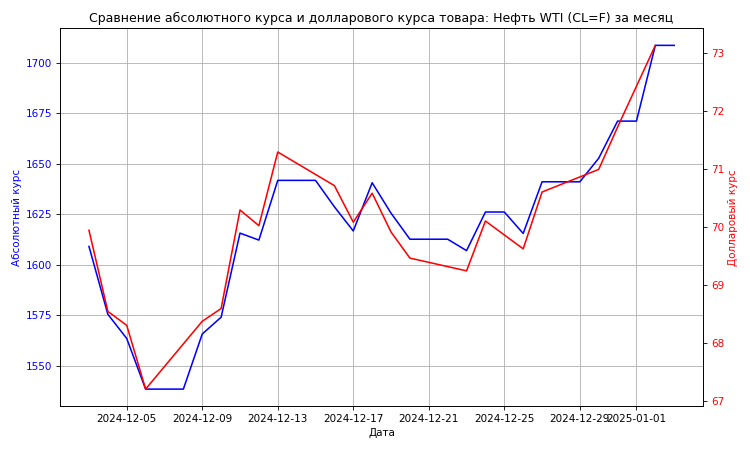 Сравнение абсолютного курса и долларового курса товара: Нефть WTI (CL=F) за месяц
Абсолютный курс
1700
1675
1650
1625
1600
1575
1550
73
72
71
70
69
68
67
Долларовый курс
2024-12-05 2024-12-09 2024-12-13 2024-12-17 2024-12-21 2024-12-25 2024-12-29 2025-01-01
Дата